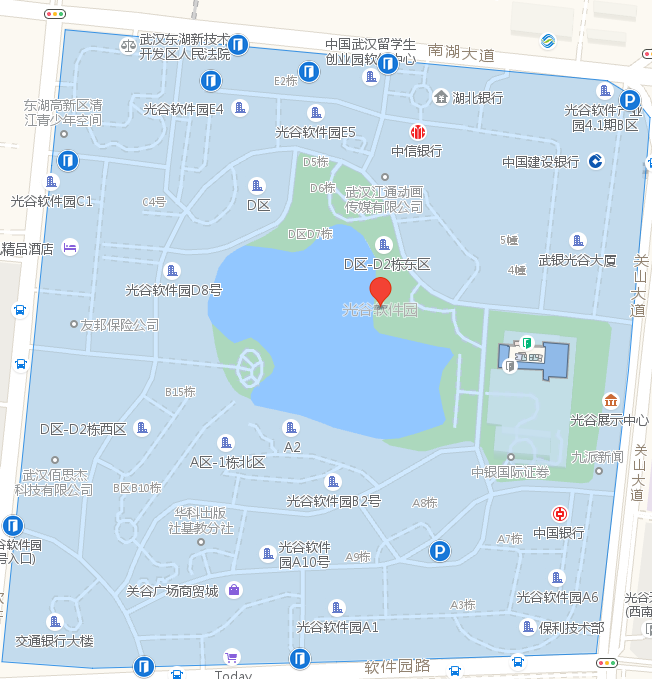 武汉东湖新技术
开发区人民法院
中国武汉留学生
创业园软件中心
南湖大道
E2栋
东湖高新区清
江青少年空间
光谷软件园E4
光谷软件园E5
湖北银行
光谷软件产业
园4.1期B区
中信银行
D5栋
中国建设银行
D6栋
武汉江通动画
传媒有限公司
光谷软件园C1
C4号
D区
D区D7栋
5幢
精品酒店
D区-D2栋东区
武银光谷大厦
关山大道
4幢
光谷软件园D8号
光谷软件园
友邦保险公司
B15栋
光谷展示中心
D区-D2栋西区
A2
A区-1栋北区
九派新闻
关山大道
中银国际证券
武汉佰思杰
科技有限公司
B区B10栋
光谷软件园B2号
A8栋
华科出版
社基教分社
中国银行
谷软件园
号入口)
A7栋
光谷软件
园A10号
A9栋
关谷广场商贸城
光谷软件园A6
光谷
(西南
A3栋
光谷软件园A1
保利技术部
交通银行大楼
软件园路
Today